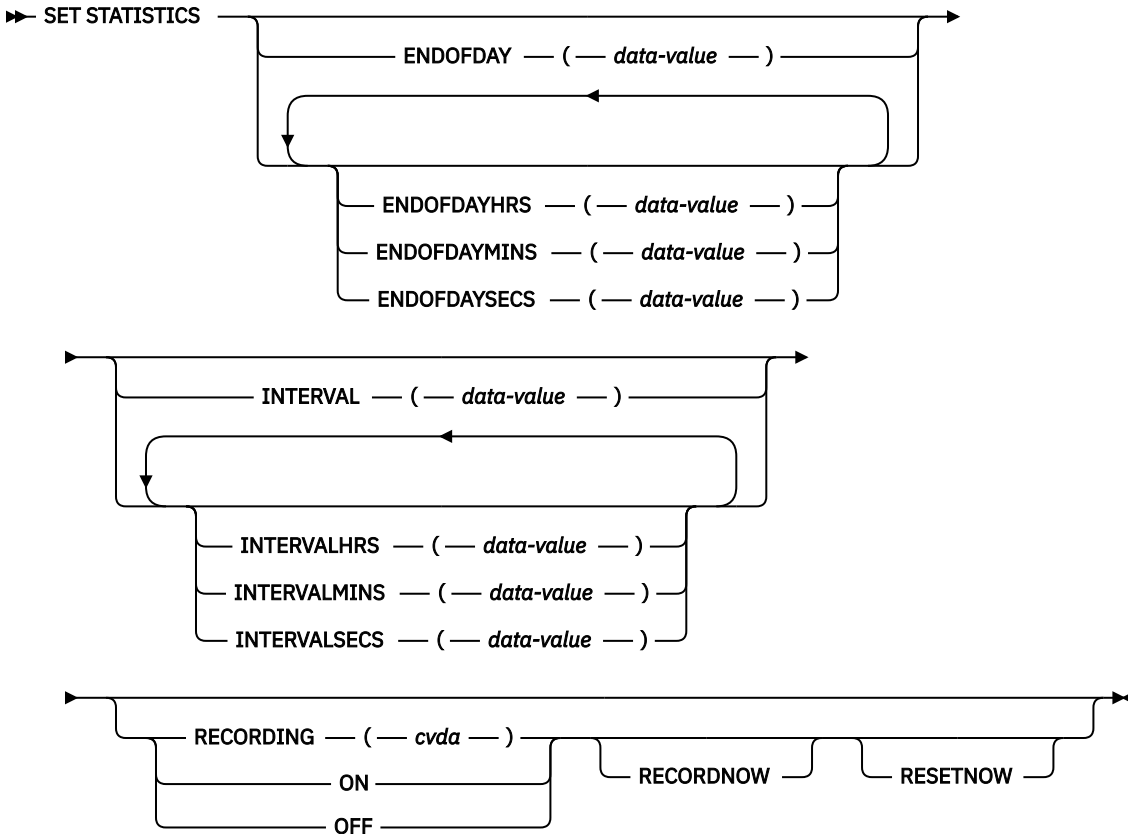 SET STATISTICS
ENDOFDAY ( data-value )
ENDOFDAYHRS ( data-value )
ENDOFDAYMINS ( data-value )
ENDOFDAYSECS ( data-value )
INTERVAL ( data-value )
INTERVALHRS ( data-value )
INTERVALMINS ( data-value )
INTERVALSECS ( data-value )
RECORDING ( cvda )
ON
OFF
RECORDNOW
RESETNOW